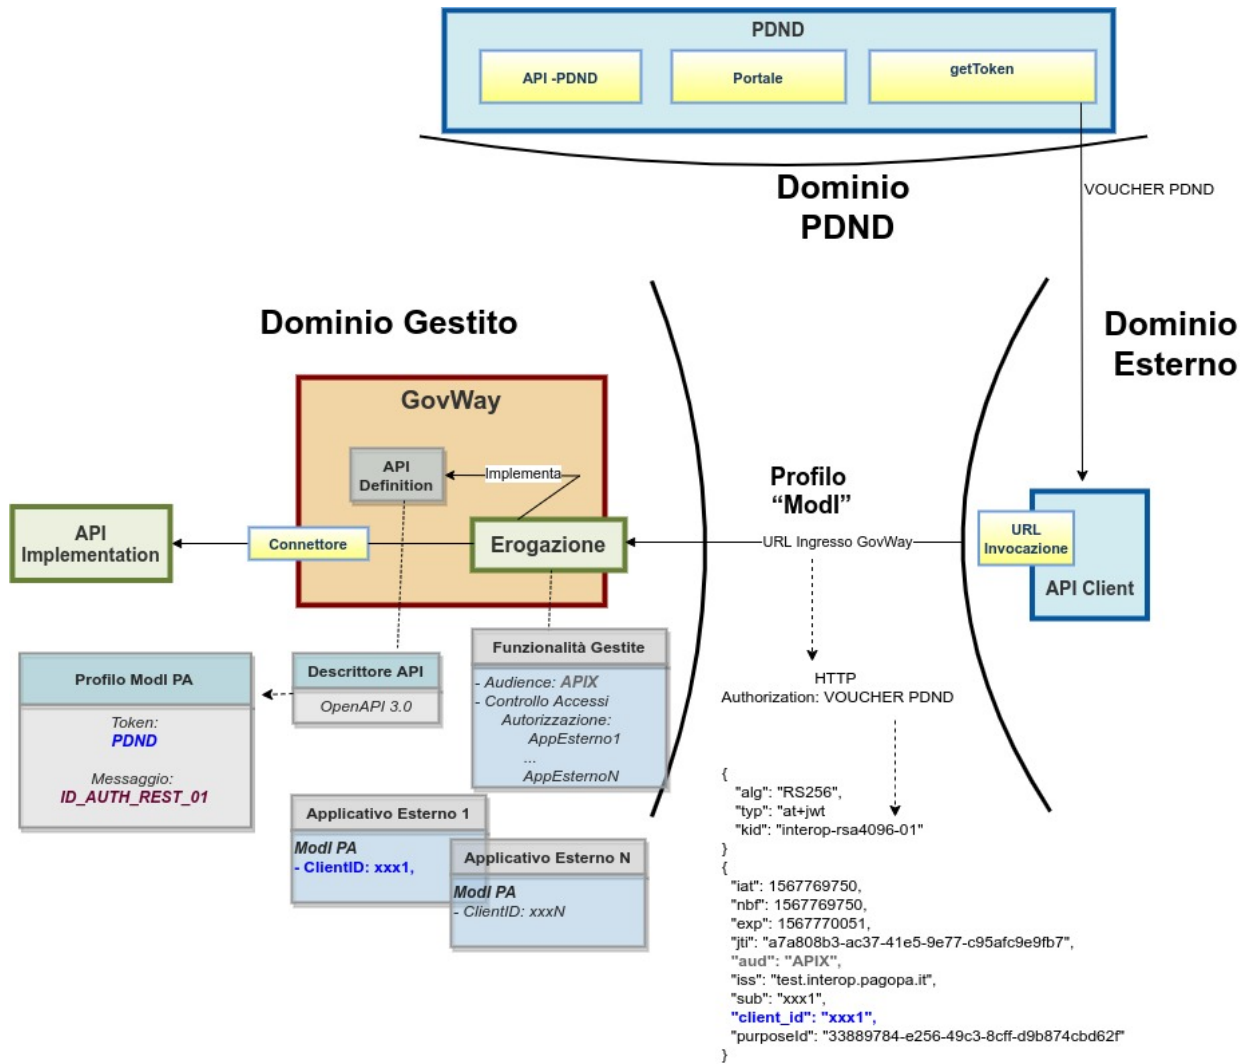 PDND
API -PDND
Portale
getToken
Dominio
PDND
VOUCHER PDND
Dominio Gestito
Dominio
Esterno
GovWay
API
Definition
Implementa
Profilo
“ModI”
API
Implementation
Connettore
Erogazione
URL Ingresso GovWay
URL
Invocazione
API Client
Funzionalità Gestite
- Audience: APIX
- Controllo Accessi
Autorizzazione:
AppEsterno1
...
AppEsternoN
Profilo ModI PA
Token:
PDND
Messaggio:
ID_AUTH_REST_01
Descrittore API
OpenAPI 3.0
HTTP
Authorization: VOUCHER PDND
Applicativo Esterno 1
ModI PA
- ClientID: xxx1,
Applicativo Esterno N
ModI PA
- ClientID: xxxN
{
"alg": "RS256",
"typ": "at+jwt
"kid": "interop-rsa4096-01"
}
{
"iat": 1567769750,
"nbf": 1567769750,
"exp": 1567770051,
"jti": "a7a808b3-ac37-41e5-9e77-c95afc9e9fb7",
"aud": "APIX",
"iss": "test.interop.pagopa.it",
"sub": "xxx1",
"client_id": "xxx1",
"purposeId": "33889784-e256-49c3-8cff-d9b874cbd62f"
}